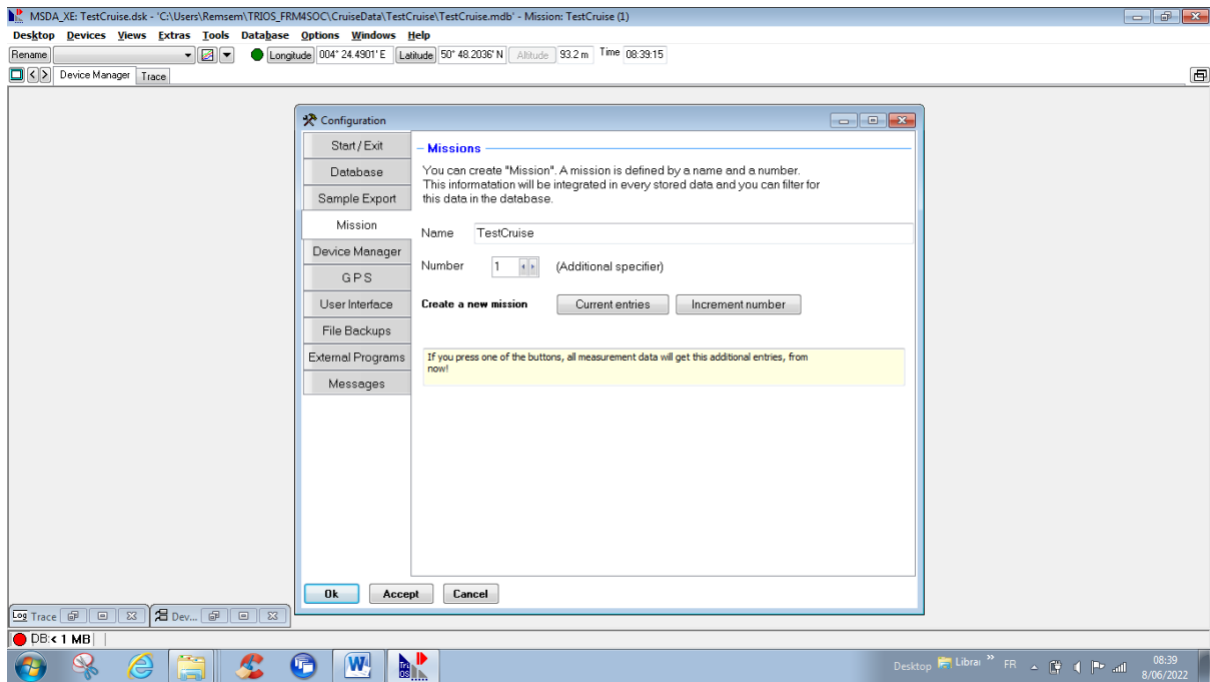 MSDA_XE: TestCruise.dsk - 'C:\Users\Remsem\TRIOS_FRM4SOC\CruiseData\TestCruise\TestCruise.mdb' - Mission: TestCruise (1)
Desktop Devices Views Extras Tools Database Options Windows Help
Rename Longitude 004° 24.4901' E Latitude 50° 48.2036' N Altitude 93.2 m Time 08:39:15
Device Manager Trace
Configuration
Start / Exit
Database
Sample Export
Mission
Device Manager
GPS
User Interface
File Backups
External Programs
Messages
Missions
You can create "Mission". A mission is defined by a name and a number.
This informatation will be integrated in every stored data and you can filter for
this data in the database.
Name TestCruise
Number 1 (Additional specifier)
Create a new mission Current entries Increment number
If you press one of the buttons, all measurement data will get this additional entries, from
now!
Ok Accept Cancel
Log Trace Dev...
DB:< 1 MB
W Tri os Desktop Librai » FR 08:39
8/06/2022